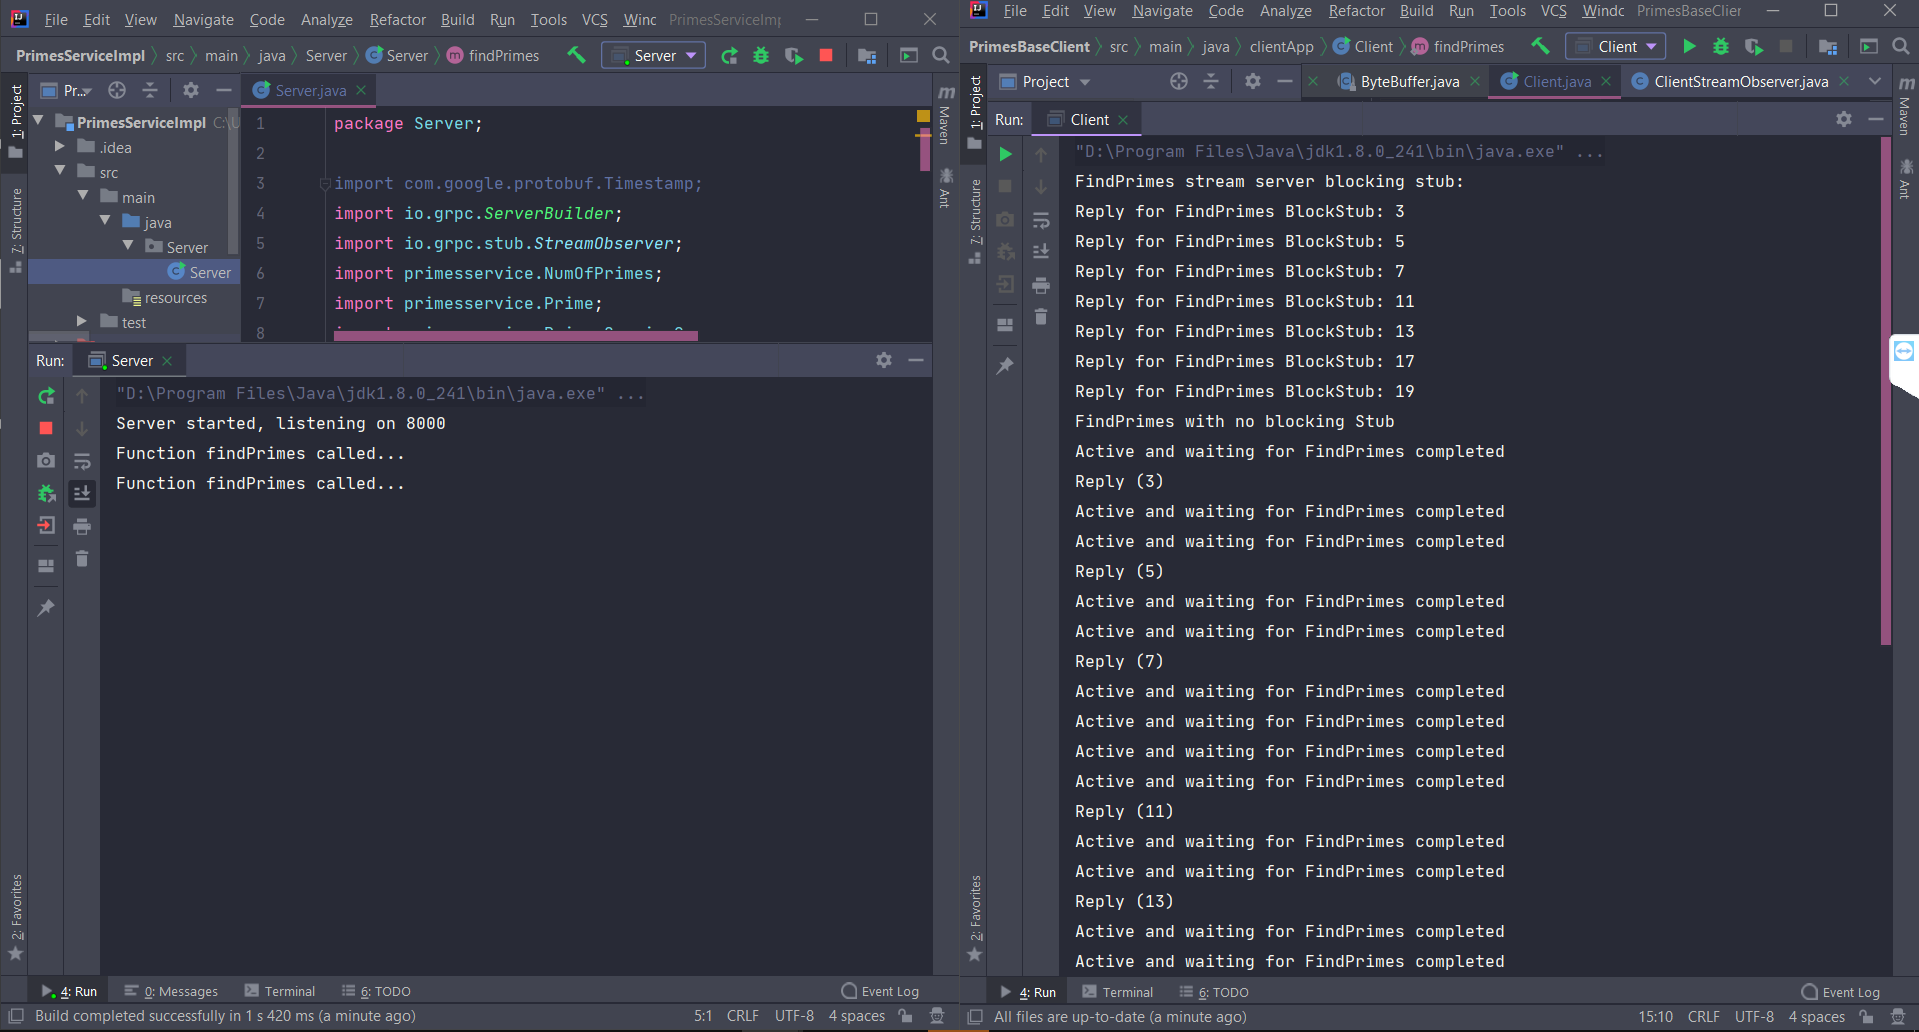 File Edit View Navigate Code Analyze Refactor Build Run Tools VCS Winc PrimesServiceImp
PrimesServiceImpl src main java Server Server findPrimes Server
Pr... Server.java
1: Project
7: Structure
2: Favorites
PrimesServiceImpl C:\U
.idea
src
main
java
Server
Server
resources
test
1 package Server;
2
3 import com.google.protobuf.Timestamp;
4 import io.grpc.ServerBuilder;
5 import io.grpc.stub.StreamObserver;
6 import primesservice.NumOfPrimes;
7 import primesservice.Prime;
8
Maven
Ant
Run: Server
"D:\Program Files\Java\jdk1.8.0_241\bin\java.exe" ...
Server started, listening on 8000
Function findPrimes called...
Function findPrimes called...
4: Run 0: Messages Terminal 6: TODO Event Log
Build completed successfully in 1 s 420 ms (a minute ago) 5:1 CRLF UTF-8 4 spaces
File Edit View Navigate Code Analyze Refactor Build Run Tools VCS Windc PrimesBaseClier
PrimesBaseClient src main java clientApp Client findPrimes Client
Project ByteBuffer.java Client.java ClientStreamObserver.java
1: Project
7: Structure
2: Favorites
Maven
Ant
Run: Client
"D:\Program Files\Java\jdk1.8.0_241\bin\java.exe" ...
FindPrimes stream server blocking stub:
Reply for FindPrimes BlockStub: 3
Reply for FindPrimes BlockStub: 5
Reply for FindPrimes BlockStub: 7
Reply for FindPrimes BlockStub: 11
Reply for FindPrimes BlockStub: 13
Reply for FindPrimes BlockStub: 17
Reply for FindPrimes BlockStub: 19
FindPrimes with no blocking Stub
Active and waiting for FindPrimes completed
Reply (3)
Active and waiting for FindPrimes completed
Active and waiting for FindPrimes completed
Reply (5)
Active and waiting for FindPrimes completed
Active and waiting for FindPrimes completed
Reply (7)
Active and waiting for FindPrimes completed
Active and waiting for FindPrimes completed
Active and waiting for FindPrimes completed
Active and waiting for FindPrimes completed
Reply (11)
Active and waiting for FindPrimes completed
Active and waiting for FindPrimes completed
Reply (13)
Active and waiting for FindPrimes completed
Active and waiting for FindPrimes completed
4: Run Terminal 6: TODO Event Log
All files are up-to-date (a minute ago) 15:10 CRLF UTF-8 4 spaces